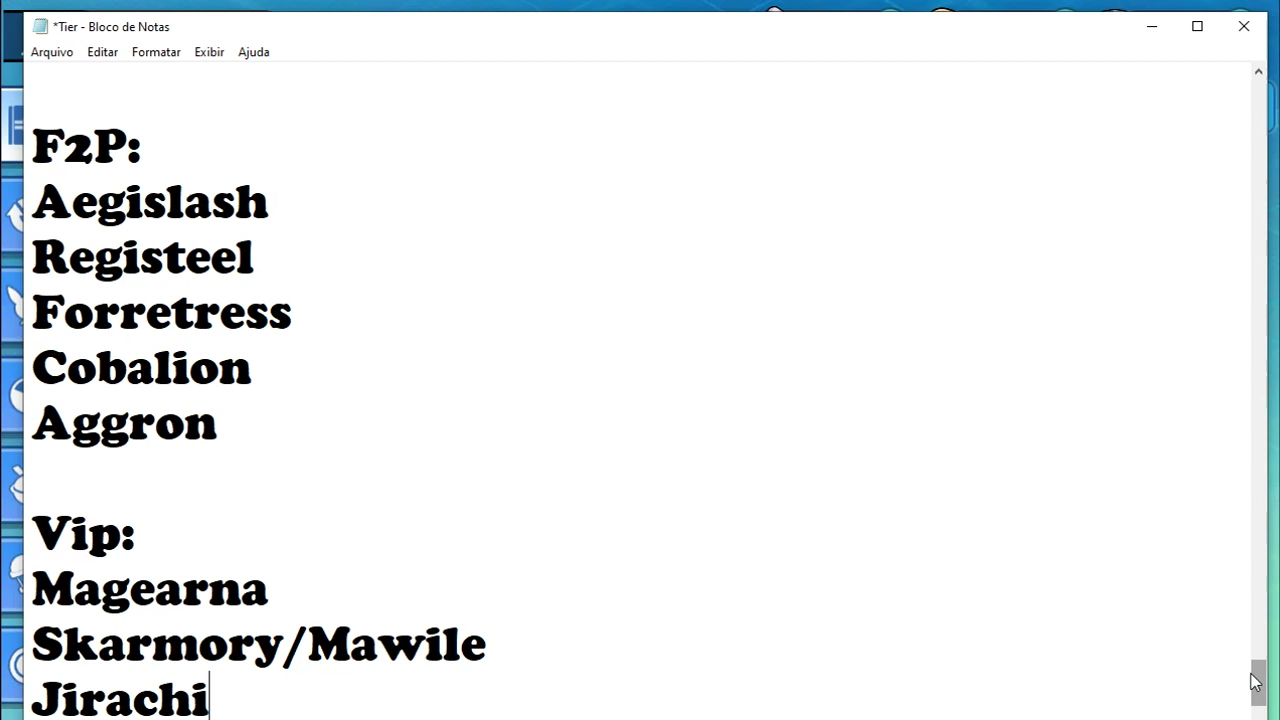 *Tier - Bloco de Notas
Arquivo Editar Formatar Exibir Ajuda
F2P:
Aegislash
Registeel
Forretress
Cobalion
Aggron
Vip:
Magearna
Skarmory/Mawile
Jirachi